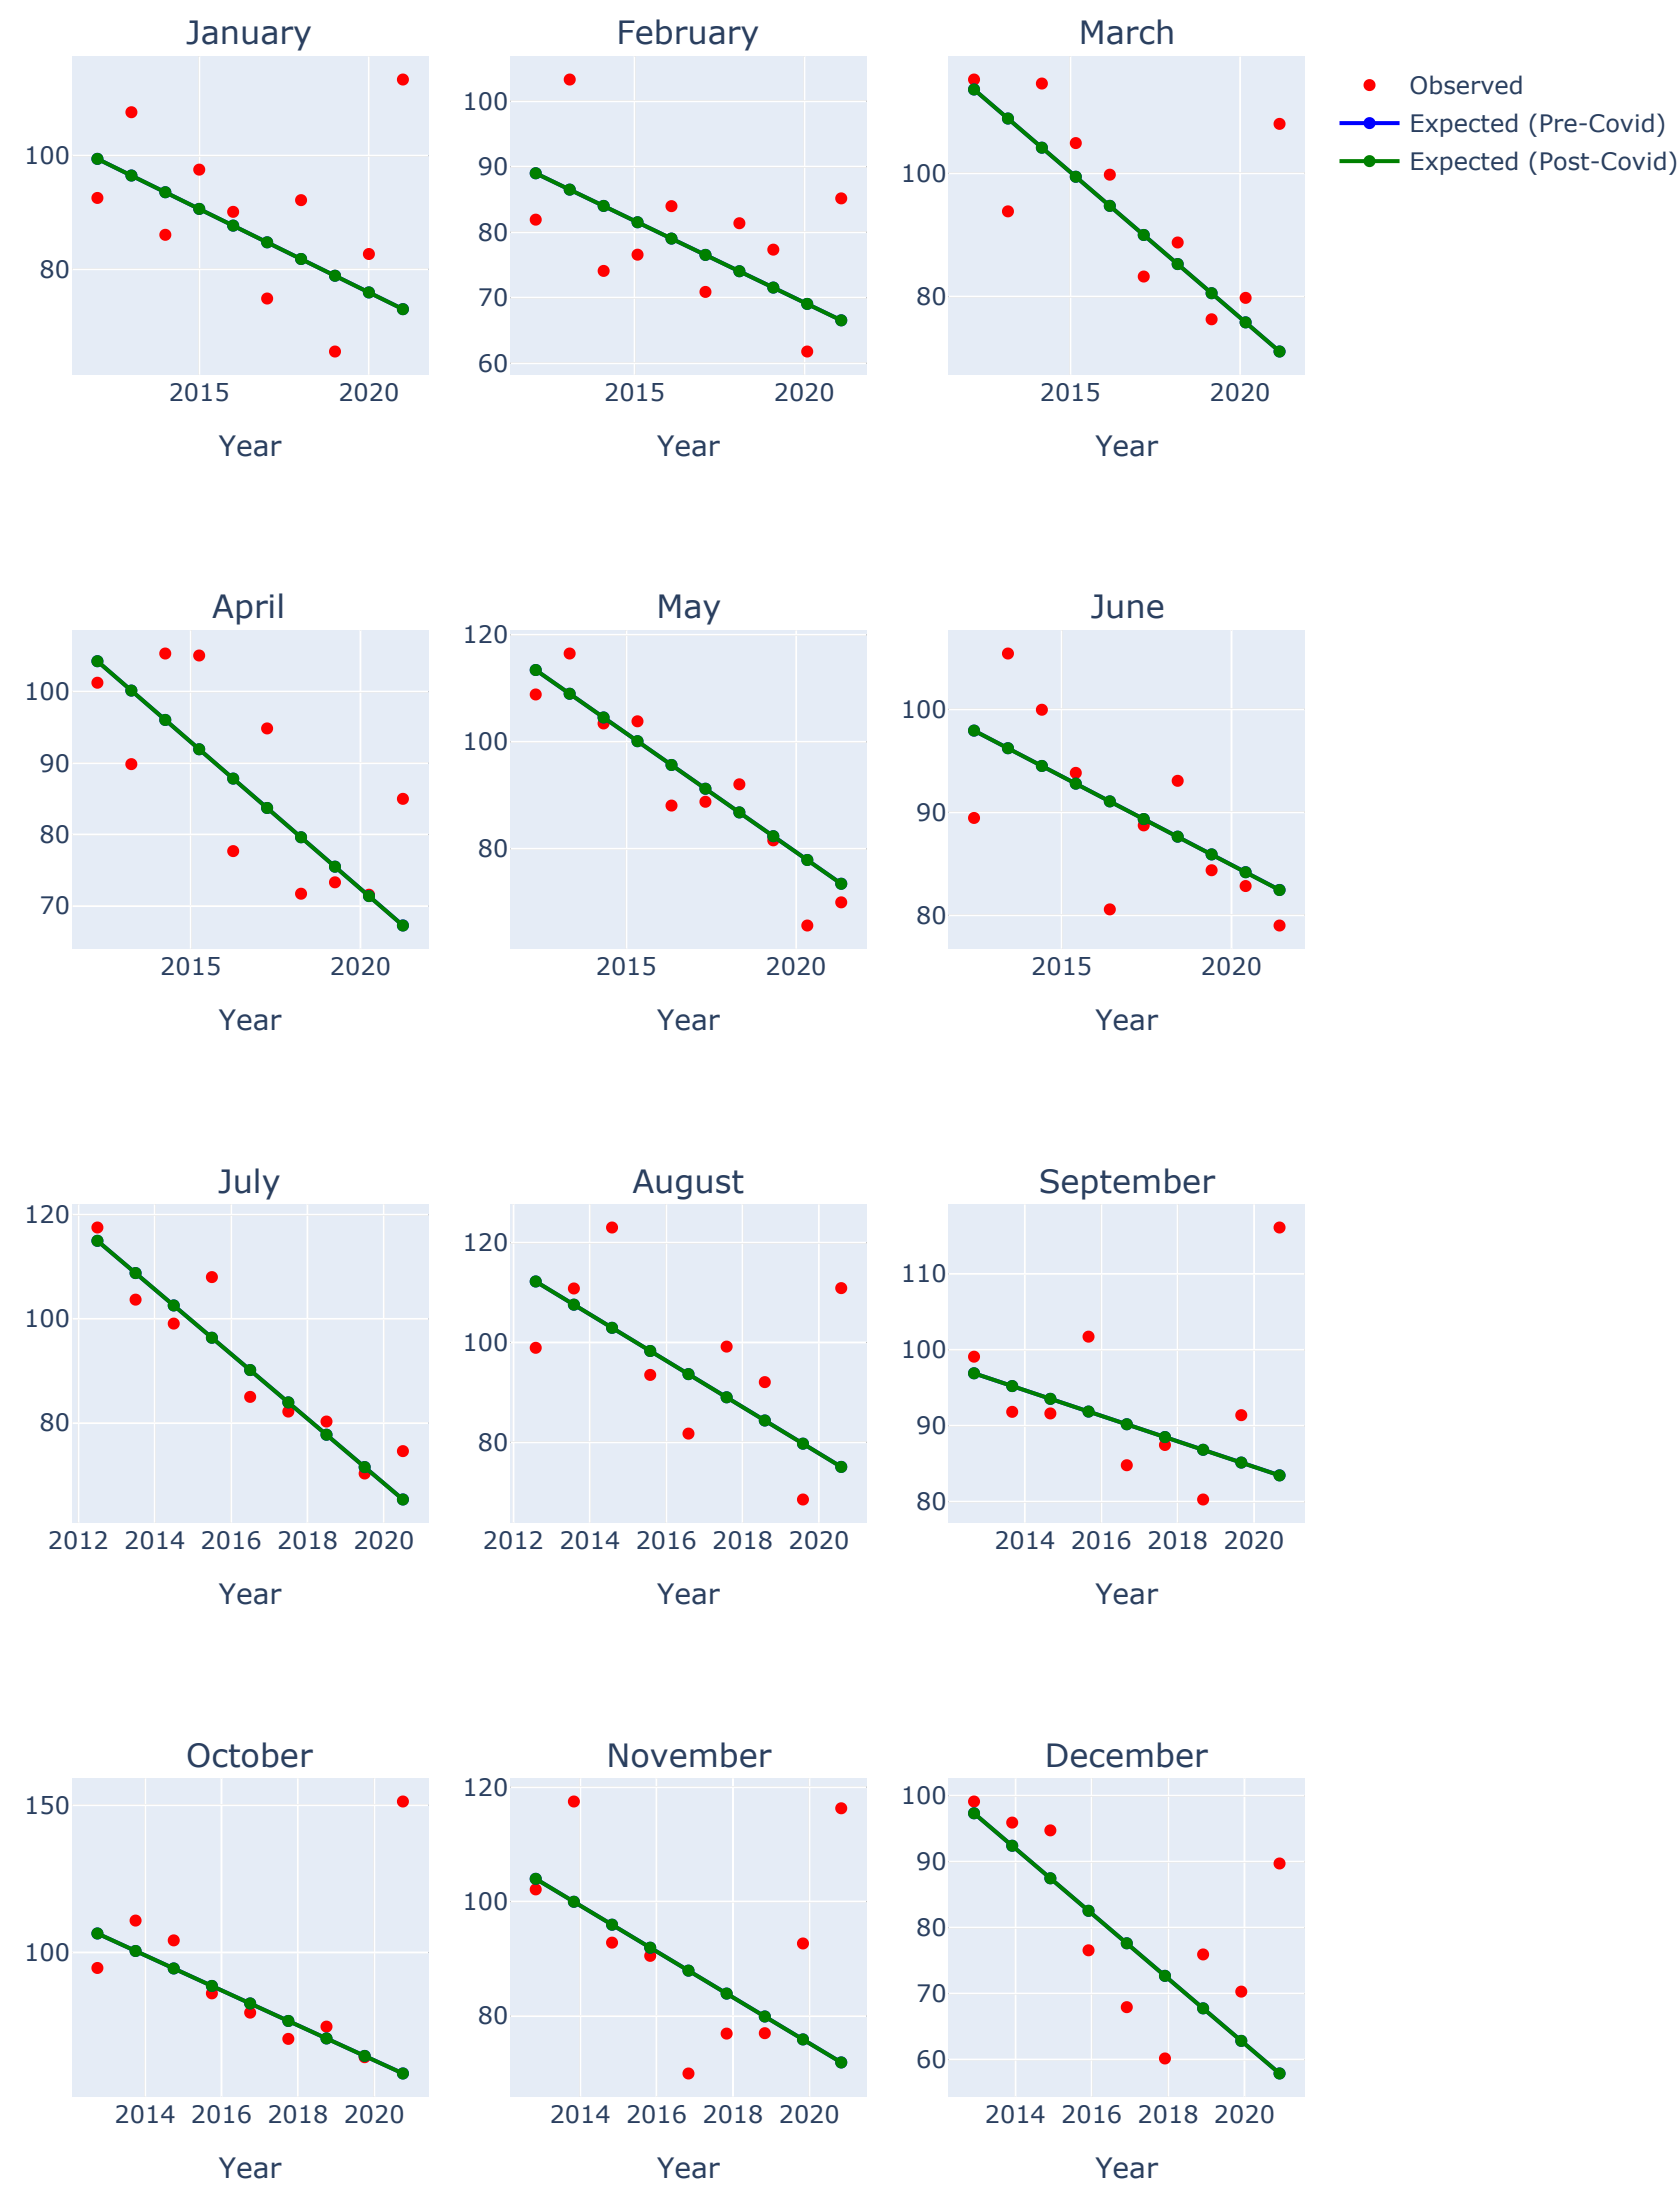 January February March
Observed
Expected (Pre-Covid)
Expected (Post-Covid)
100
80
2015 2020
Year
100
90
80
70
60
2015 2020
Year
100
80
2015 2020
Year
April May June
100
90
80
70
2015 2020
Year
120
100
80
2015 2020
Year
100
90
80
2015 2020
Year
July August September
120
100
80
2012 2014 2016 2018 2020
Year
120
100
80
2012 2014 2016 2018 2020
Year
110
100
90
80
2014 2016 2018 2020
Year
October November December
150
100
2014 2016 2018 2020
Year
120
100
80
2014 2016 2018 2020
Year
100
90
80
70
60
2014 2016 2018 2020
Year